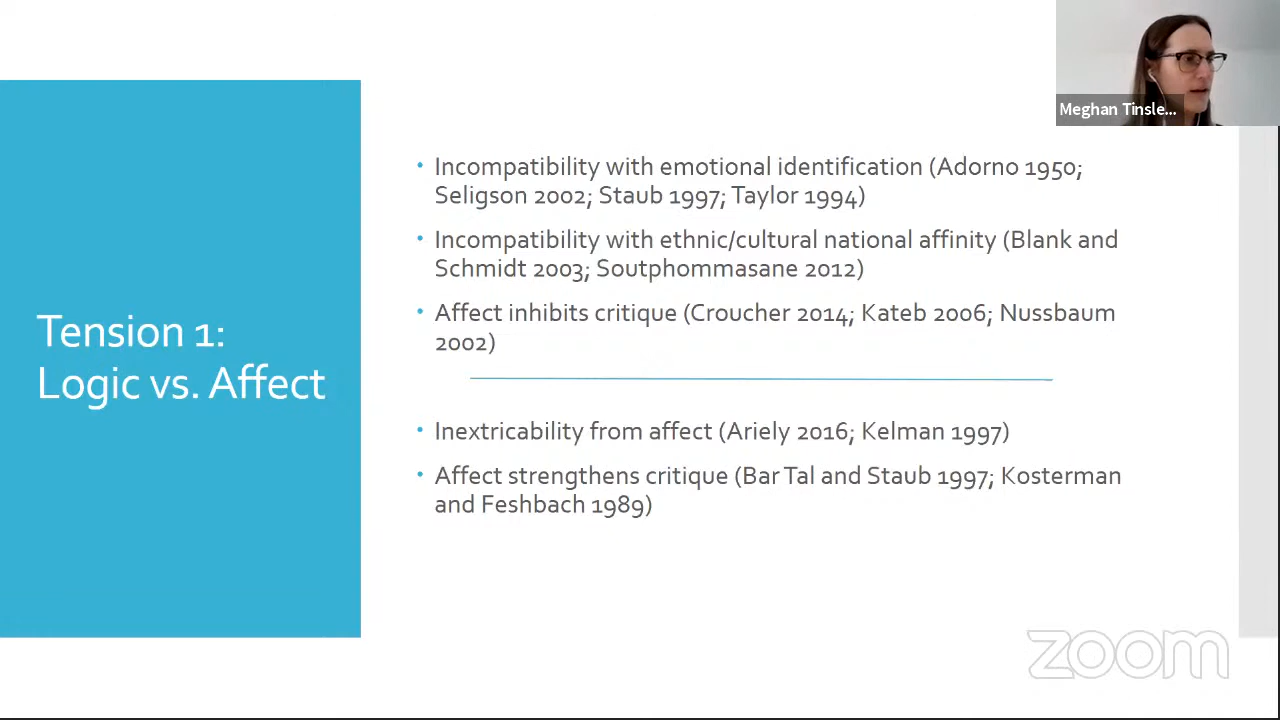 Meghan Tinsle...
Incompatibility with emotional identification (Adorno 1950;
Seligson 2002; Staub 1997; Taylor 1994)
Incompatibility with ethnic/cultural national affinity (Blank and
Schmidt 2003; Soutphommasane 2012)
Affect inhibits critique (Croucher 2014; Kateb 2006; Nussbaum
2002)
Tension 1:
Logic vs. Affect
Inextricability from affect (Ariely 2016; Kelman 1997)
Affect strengthens critique (Bar Tal and Staub 1997; Kosterman
and Feshbach 1989)
zoom